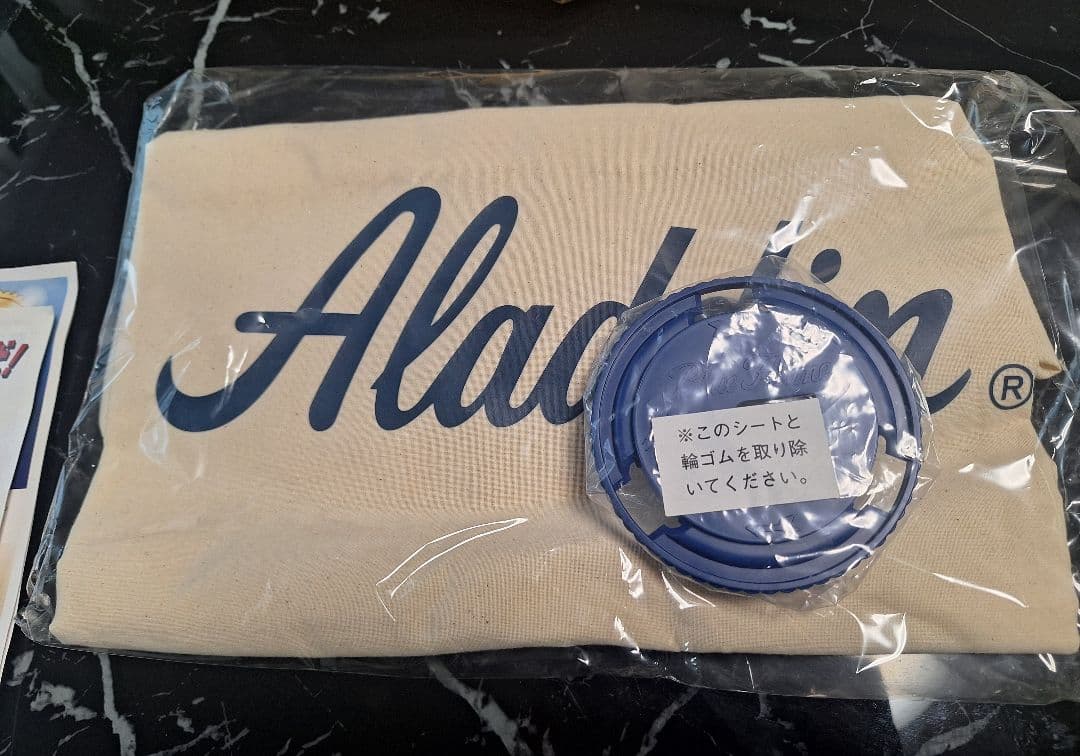 Aladdin®
※このシートと
輪ゴムを取り除
いてください。